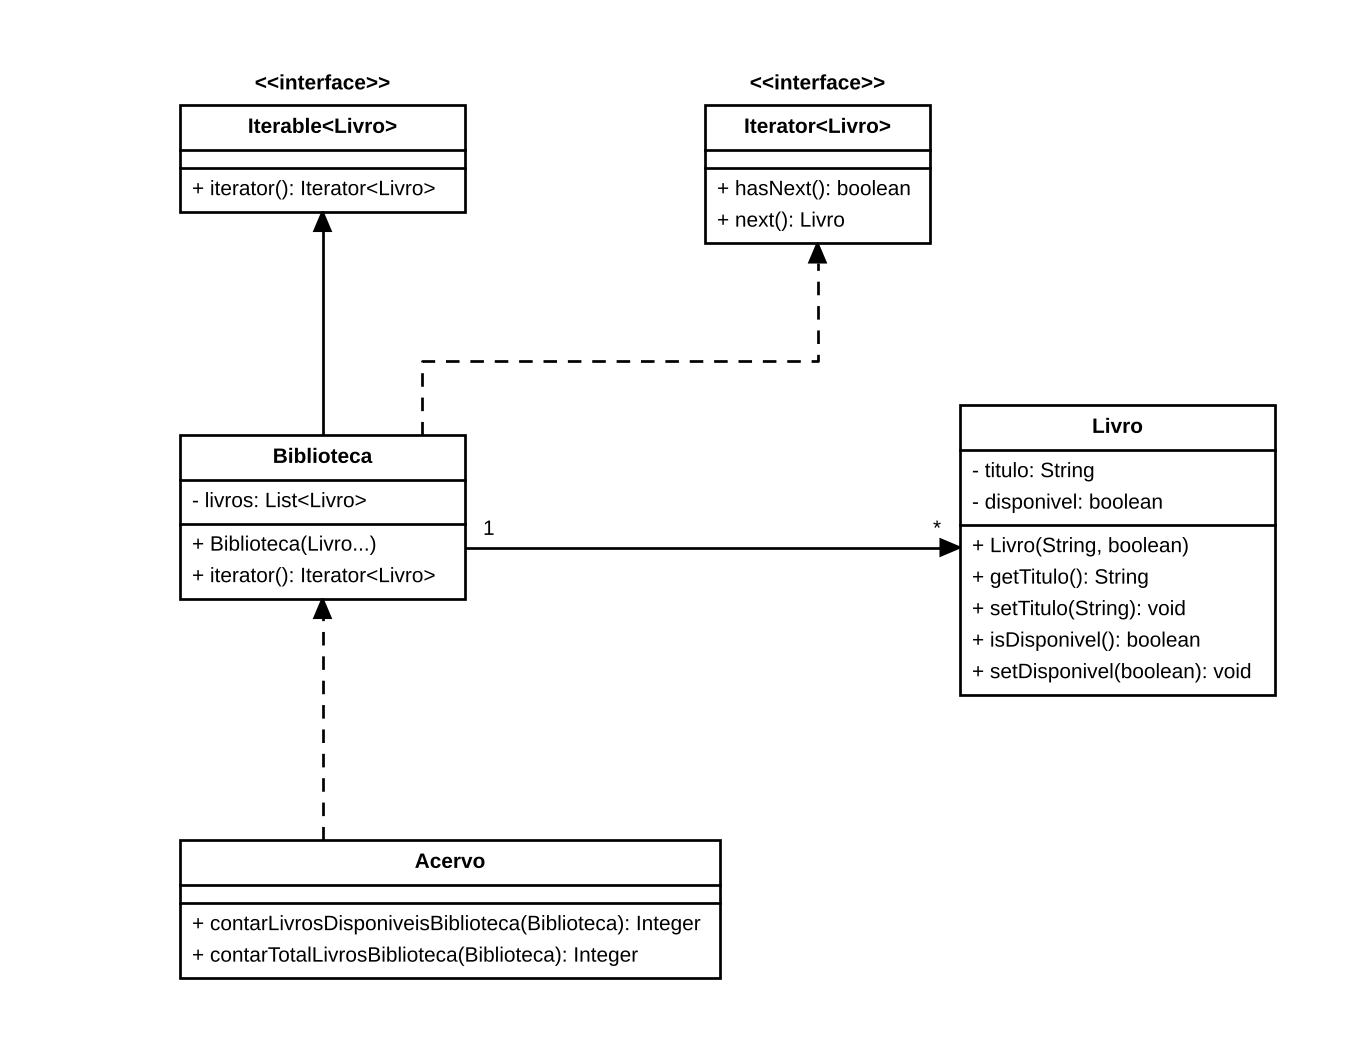 <<interface>>
Iterable<Livro>
+ iterator(): Iterator<Livro>
<<interface>>
Iterator<Livro>
+ hasNext(): boolean
+ next(): Livro
Biblioteca
- livros: List<Livro>
+ Biblioteca(Livro...)
+ iterator(): Iterator<Livro>
1
*
Livro
- titulo: String
- disponivel: boolean
+ Livro(String, boolean)
+ getTitulo(): String
+ setTitulo(String): void
+ isDisponivel(): boolean
+ setDisponivel(boolean): void
Acervo
+ contarLivrosDisponiveisBiblioteca(Biblioteca): Integer
+ contarTotalLivrosBiblioteca(Biblioteca): Integer